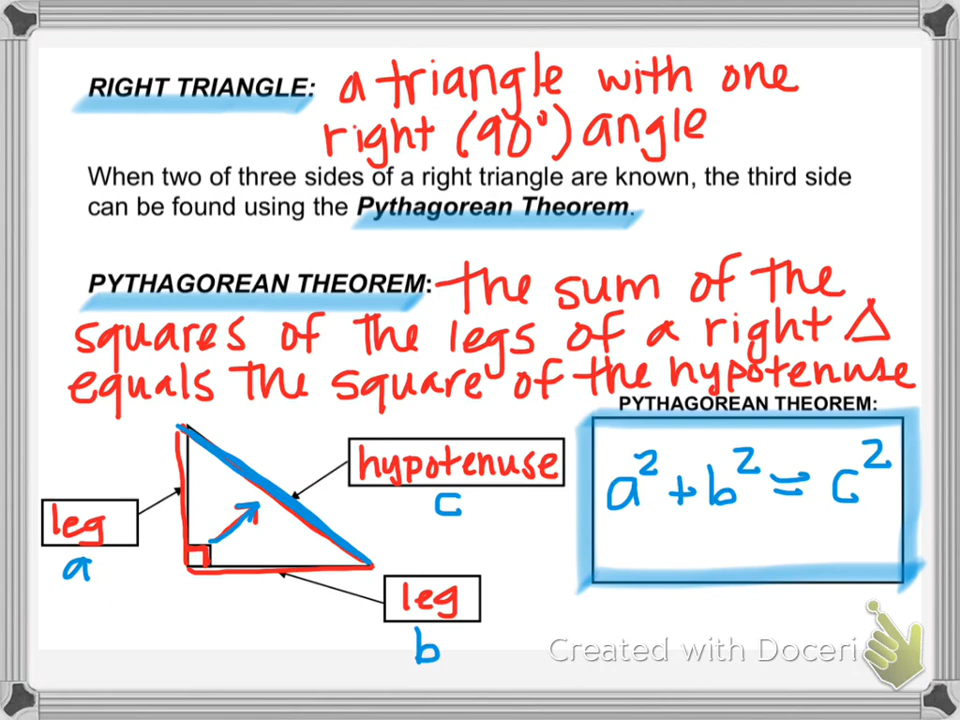 RIGHT TRIANGLE: a triangle with one
right (90°) angle
When two of three sides of a right triangle are known, the third side
can be found using the Pythagorean Theorem.
PYTHAGOREAN THEOREM: the sum of the
squares of the legs of a right Δ
equals the square of the hypotenuse
PYTHAGOREAN THEOREM:
a² + b² = c²
hypotenuse
c
leg
a
leg
b
Created with Doceri